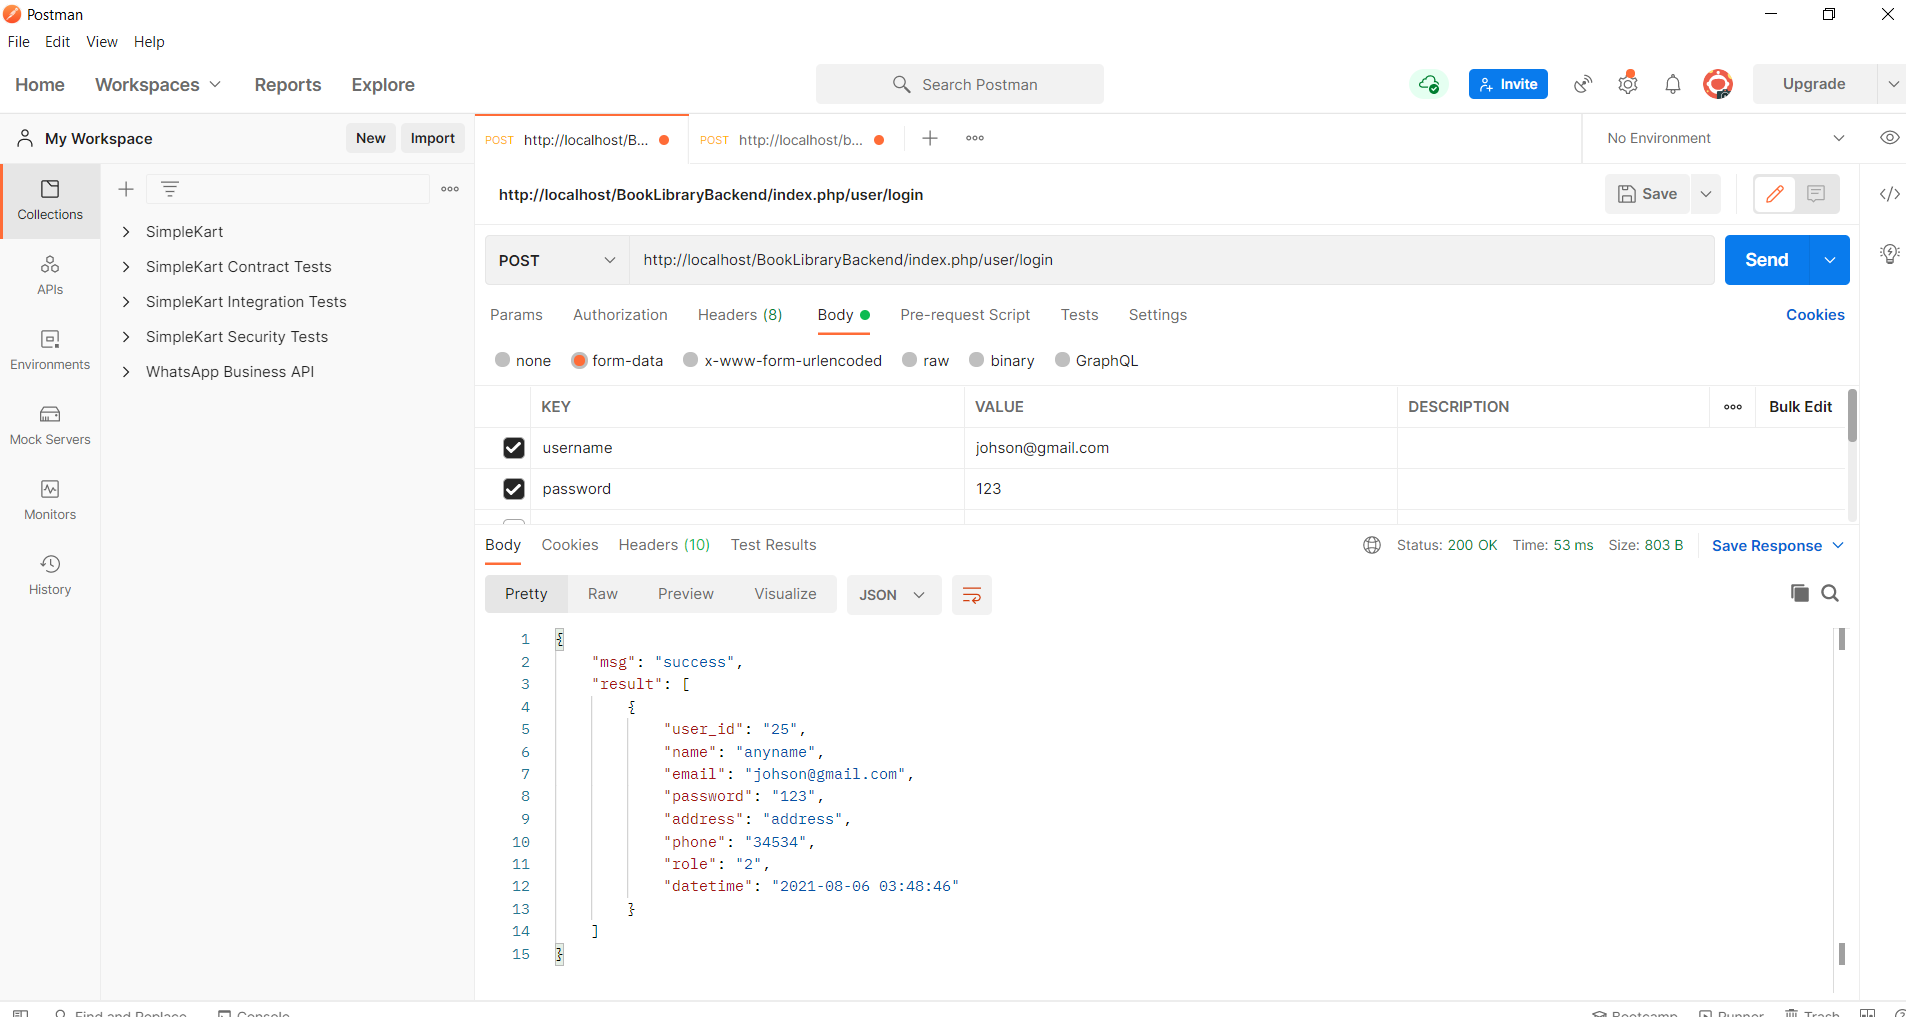 Postman
File Edit View Help
Home Workspaces Reports Explore Search Postman Invite Upgrade
My Workspace New Import POST http://localhost/B... POST http://localhost/b... No Environment
http://localhost/BookLibraryBackend/index.php/user/login Save
Collections
APIs
Environments
Mock Servers
Monitors
History
SimpleKart
SimpleKart Contract Tests
SimpleKart Integration Tests
SimpleKart Security Tests
WhatsApp Business API
POST http://localhost/BookLibraryBackend/index.php/user/login Send
Params Authorization Headers (8) Body Pre-request Script Tests Settings Cookies
none form-data x-www-form-urlencoded raw binary GraphQL
KEY VALUE DESCRIPTION Bulk Edit
username johson@gmail.com
password 123
Body Cookies Headers (10) Test Results Status: 200 OK Time: 53 ms Size: 803 B Save Response
Pretty Raw Preview Visualize JSON
1 {
2 "msg": "success",
3 "result": [
4 {
5 "user_id": "25",
6 "name": "anyname",
7 "email": "johson@gmail.com",
8 "password": "123",
9 "address": "address",
10 "phone": "34534",
11 "role": "2",
12 "datetime": "2021-08-06 03:48:46"
13 }
14 ]
15 }
Find and Replace Console Bootcamp Runner Trash